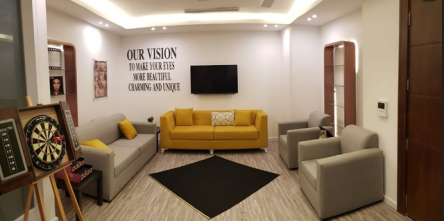 OUR VISION
TO MAKE YOUR EYES
MORE BEAUTIFUL
CHARMING AND UNIQUE